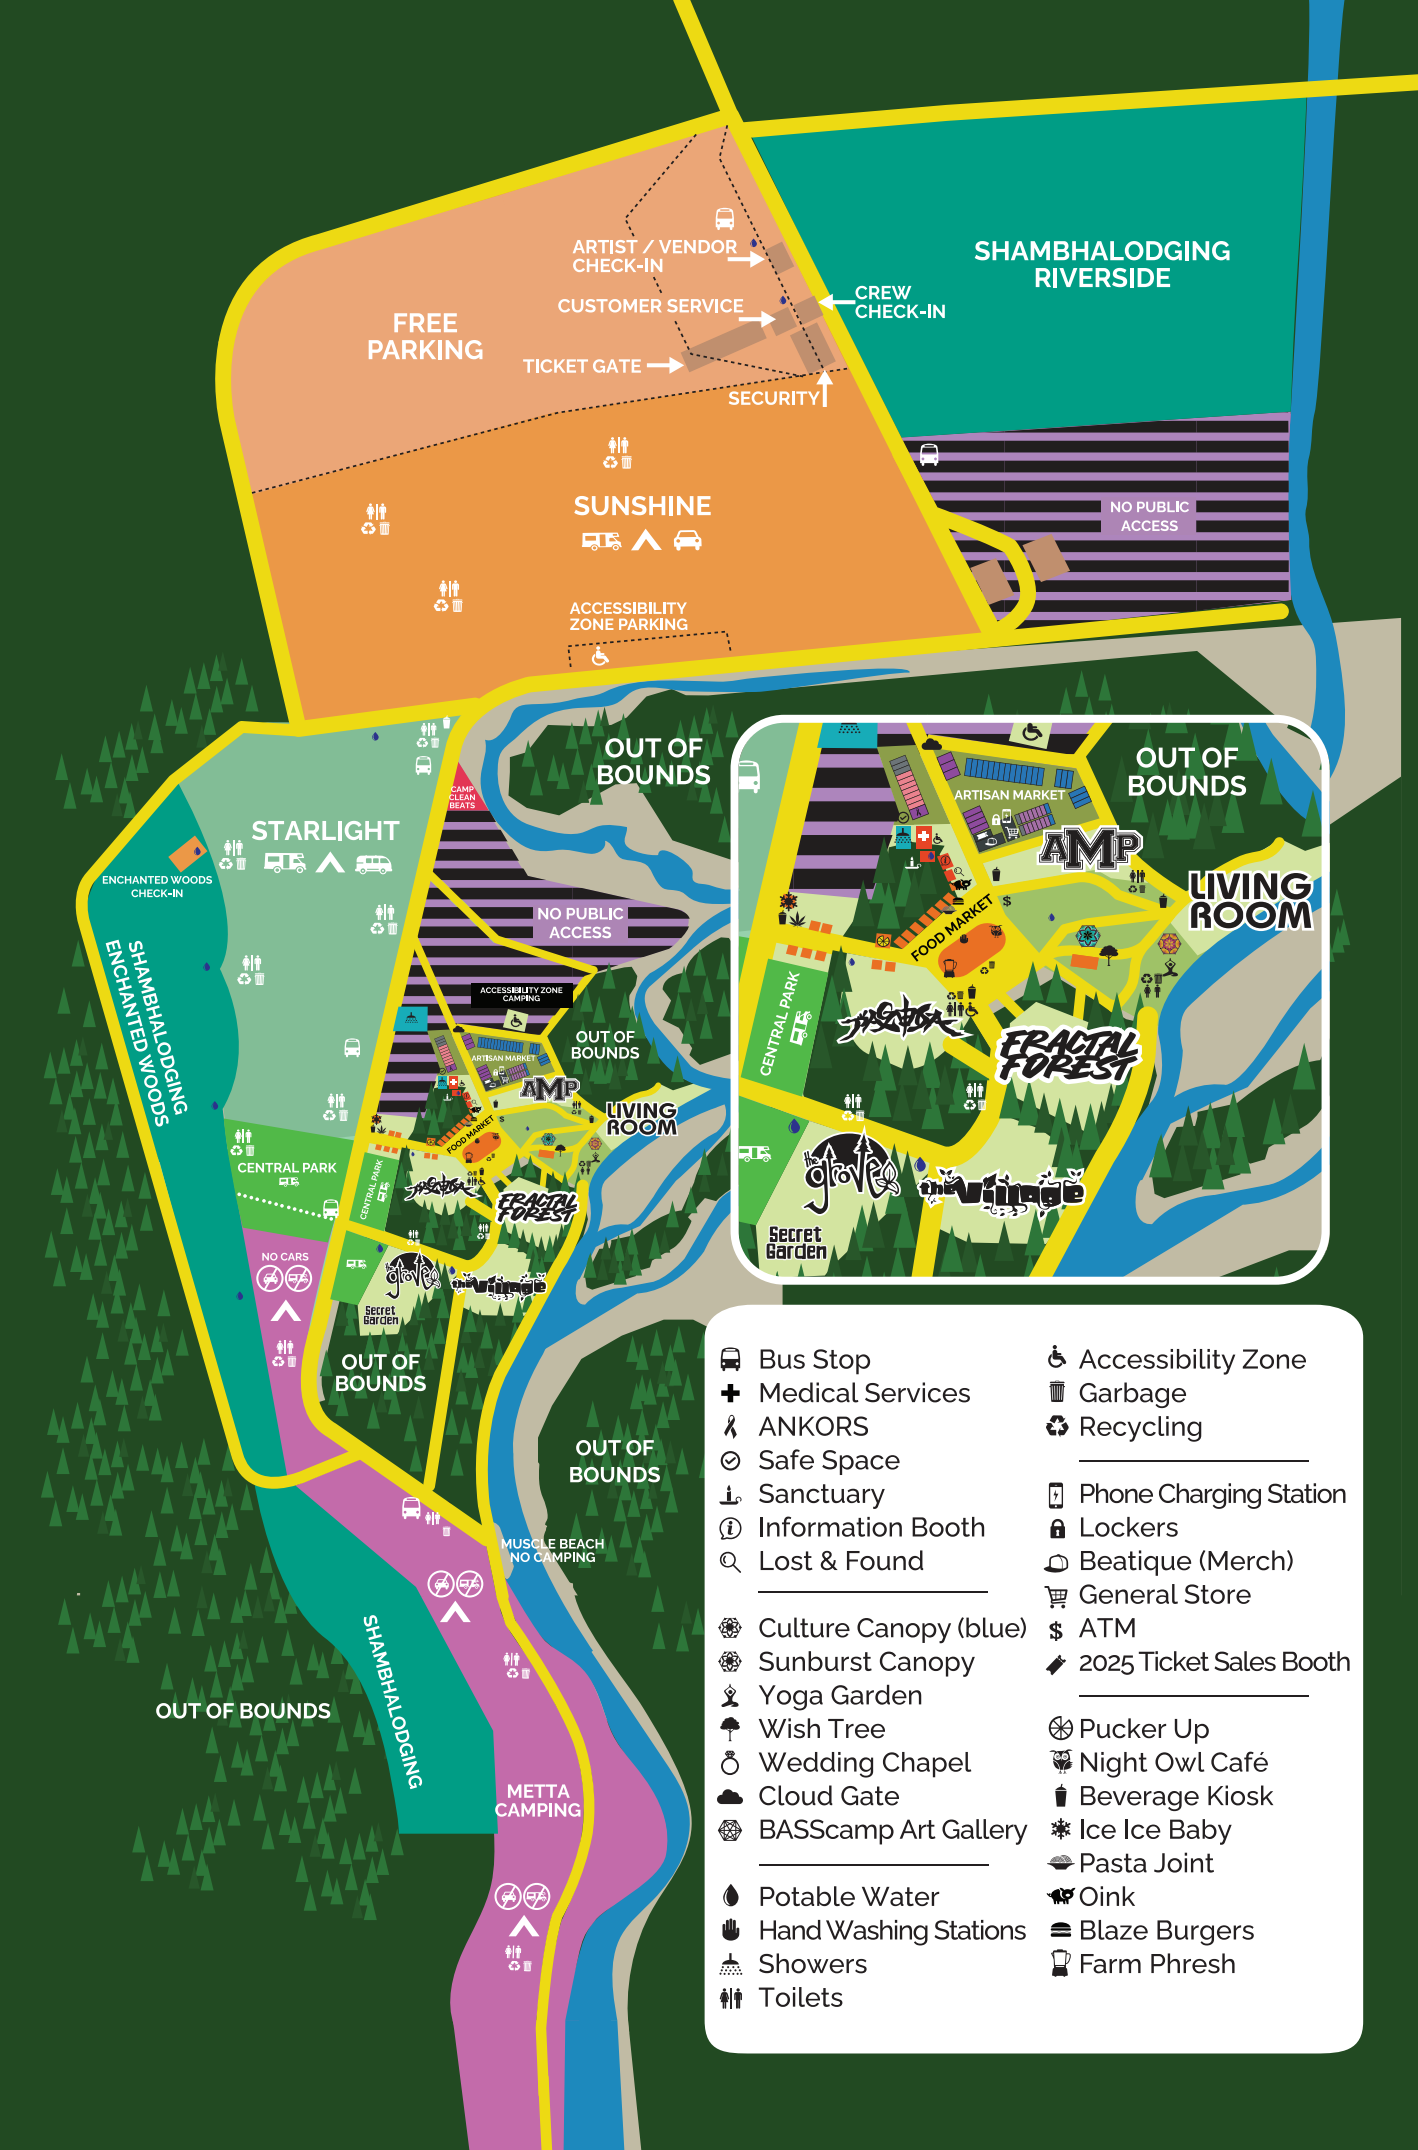 ARTIST / VENDOR
CHECK-IN
CUSTOMER SERVICE
CREW
CHECK-IN
FREE
PARKING
TICKET GATE
SECURITY
SHAMBHALODGING
RIVERSIDE
NO PUBLIC
ACCESS
SUNSHINE
ACCESSIBILITY
ZONE PARKING
OUT OF
BOUNDS
CAMP
CLEAN
BEATS
STARLIGHT
ENCHANTED WOODS
CHECK-IN
SHAMBHALODGING
ENCHANTED WOODS
NO PUBLIC
ACCESS
ACCESSIBILITY ZONE
CAMPING
OUT OF
BOUNDS
ARTISAN MARKET
AMP
LIVING
ROOM
FOOD MARKET
$
CENTRAL PARK
CENTRAL PARK
FRACTAL
FOREST
NO CARS
the grove
Secret
Garden
the Village
OUT OF
BOUNDS
OUT OF
BOUNDS
MUSCLE BEACH
NO CAMPING
SHAMBHALODGING
OUT OF BOUNDS
METTA
CAMPING
OUT OF
BOUNDS
ARTISAN MARKET
AMP
LIVING
ROOM
$
FOOD MARKET
CENTRAL PARK
FRACTAL
FOREST
the grove
the Village
Secret
Garden
Bus Stop
Medical Services
ANKORS
Safe Space
Sanctuary
Information Booth
Lost & Found
Culture Canopy (blue)
Sunburst Canopy
Yoga Garden
Wish Tree
Wedding Chapel
Cloud Gate
BASScamp Art Gallery
Potable Water
Hand Washing Stations
Showers
Toilets
Accessibility Zone
Garbage
Recycling
Phone Charging Station
Lockers
Beatique (Merch)
General Store
$ ATM
2025 Ticket Sales Booth
Pucker Up
Night Owl Café
Beverage Kiosk
Ice Ice Baby
Pasta Joint
Oink
Blaze Burgers
Farm Phresh